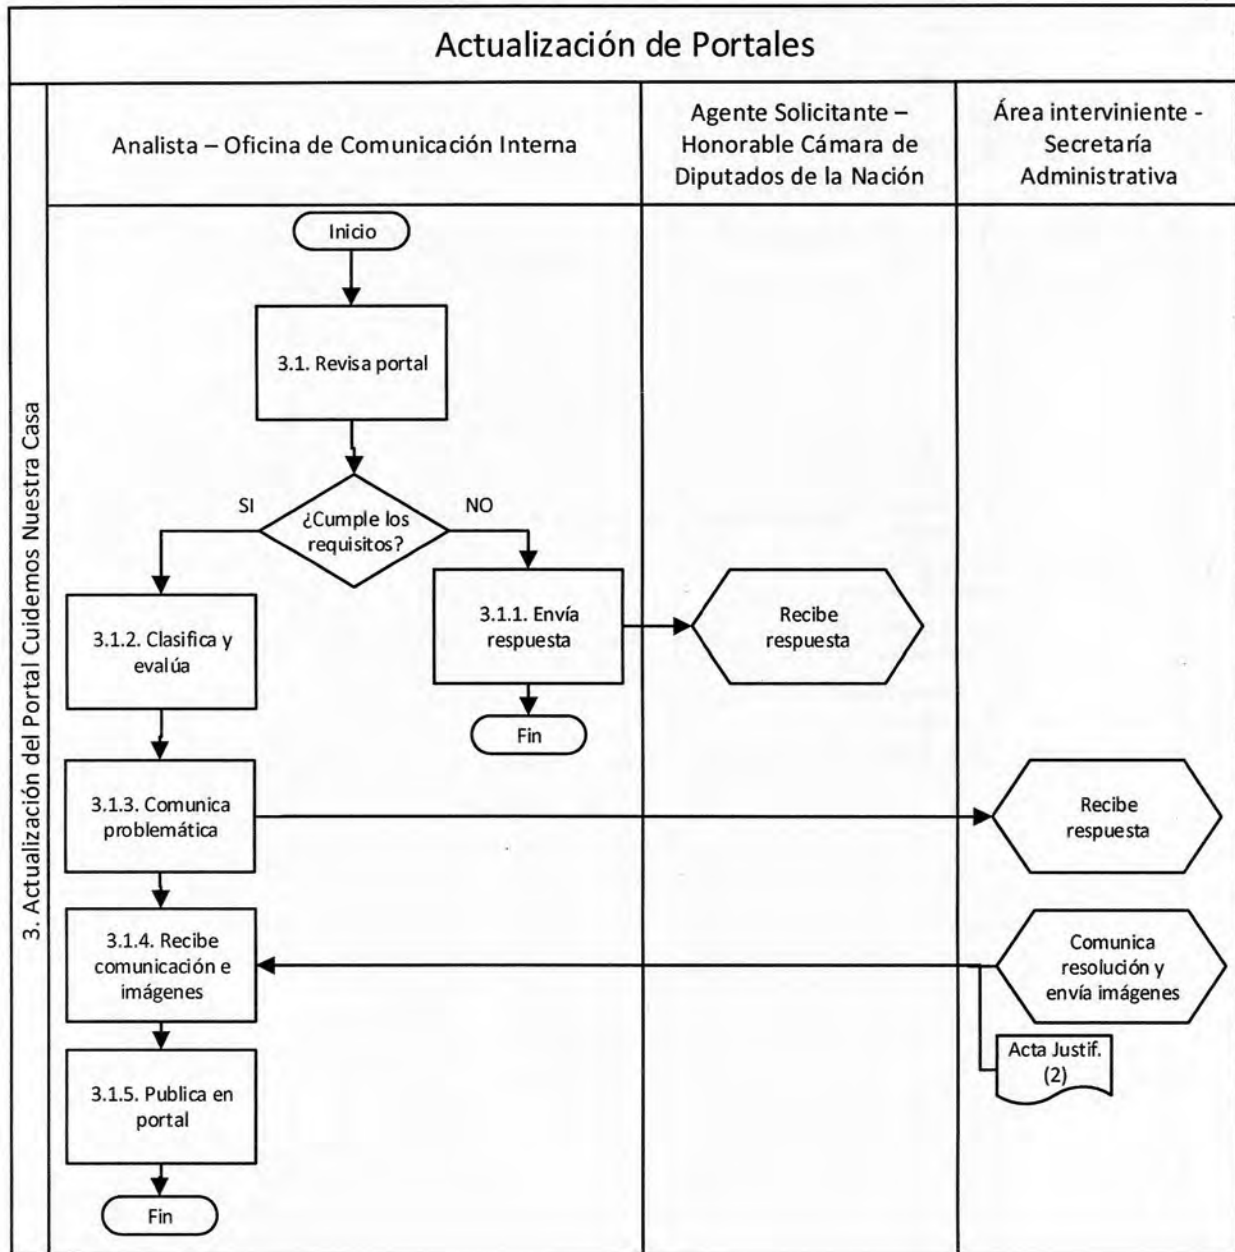 Actualización de Portales
3. Actualización del Portal Cuidemos Nuestra Casa
Analista – Oficina de Comunicación Interna
Agente Solicitante –
Honorable Cámara de
Diputados de la Nación
Área interviniente -
Secretaría
Administrativa
Inicio
3.1. Revisa portal
¿Cumple los
requisitos?
SI
NO
3.1.2. Clasifica y
evalúa
3.1.1. Envía
respuesta
Recibe
respuesta
Fin
3.1.3. Comunica
problemática
Recibe
respuesta
3.1.4. Recibe
comunicación e
imágenes
Comunica
resolución y
envía imágenes
Acta Justif.
(2)
3.1.5. Publica en
portal
Fin